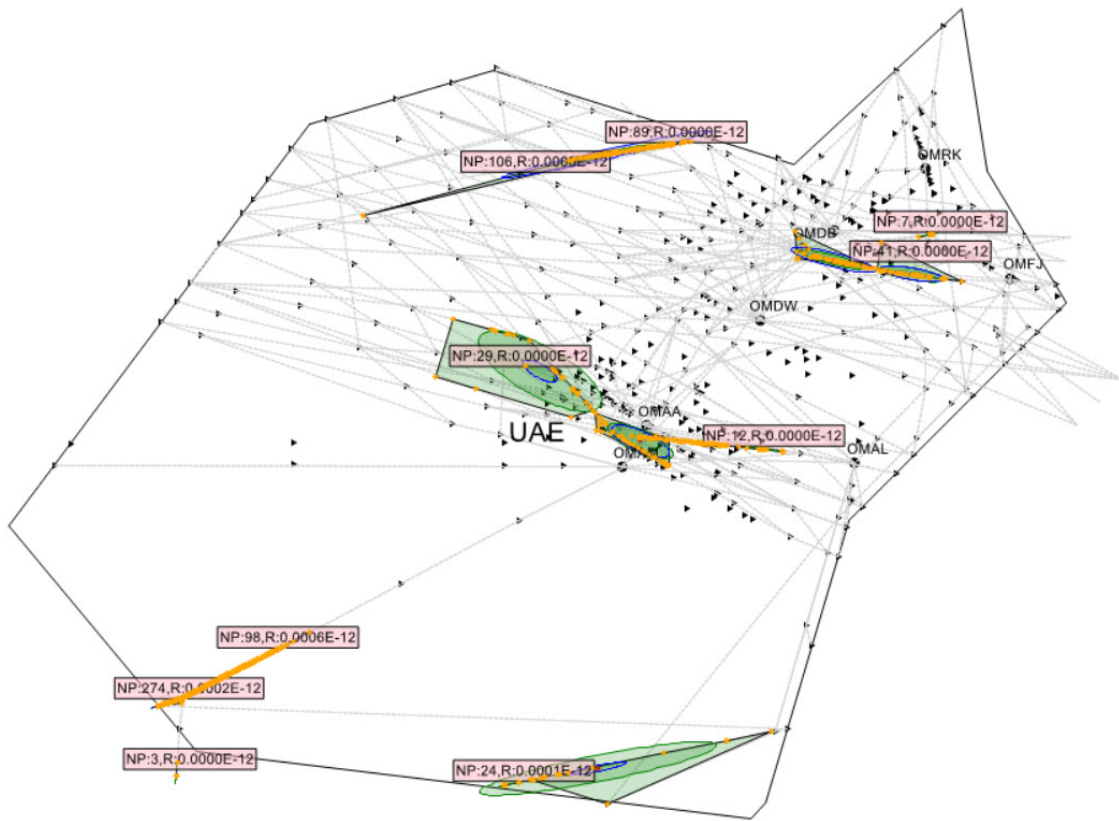 NP:89,R:0.0000E-12
NP:106,R:0.0000E-12
OMRK
NP:7,R:0.0000E-12
OMDB
NP:41,R:0.0000E-12
OMFJ
OMDW
NP:29,R:0.0000E-12
OMAA
UAE
NP:12,R:0.0000E-12
OMAL
NP:98,R:0.0006E-12
NP:274,R:0.0002E-12
NP:3,R:0.0000E-12
NP:24,R:0.0001E-12